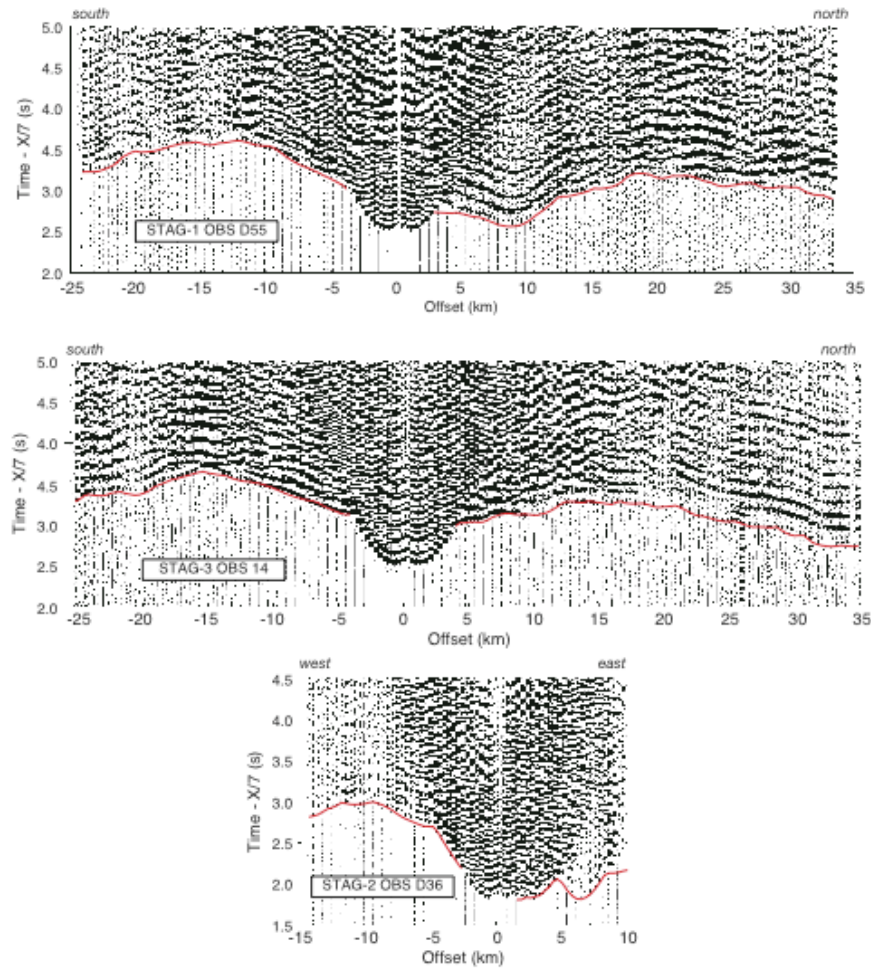 south north
5.0
4.5
4.0
3.5
3.0
2.5
2.0
Time - X/7 (s)
STAG-1 OBS D55
-25 -20 -15 -10 -5 0 5 10 15 20 25 30 35
Offset (km)
south north
5.0
4.5
4.0
4.5
3.0
2.5
2.0
Time - X/7 (s)
STAG-3 OBS 14
-25 -20 -15 -10 -5 0 5 10 15 20 25 30 35
Offset (km)
west east
4.5
4.0
3.5
3.0
2.5
2.0
1.5
Time - X/7 (s)
STAG-2 OBS D36
-15 -10 -5 0 5 10
Offset (km)